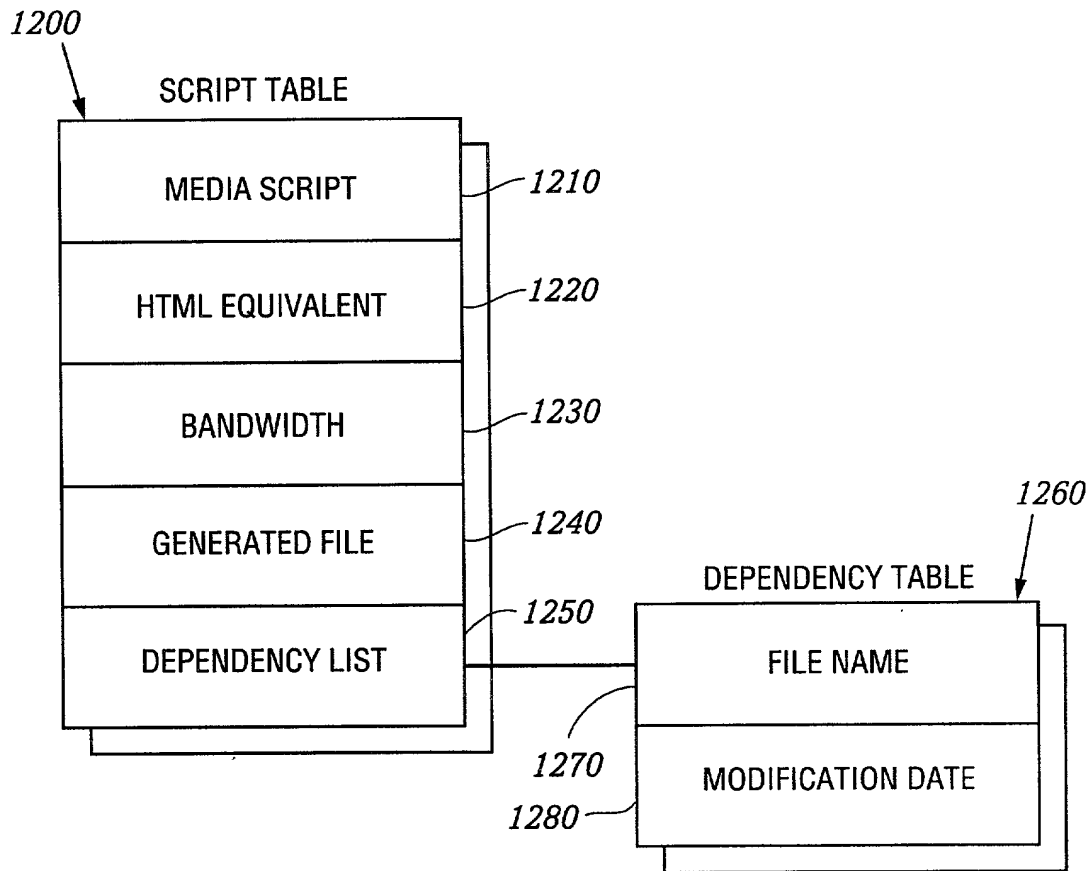 1200
SCRIPT TABLE
MEDIA SCRIPT
1210
HTML EQUIVALENT
1220
BANDWIDTH
1230
GENERATED FILE
1240
DEPENDENCY LIST
1250
1260
DEPENDENCY TABLE
FILE NAME
1270
MODIFICATION DATE
1280